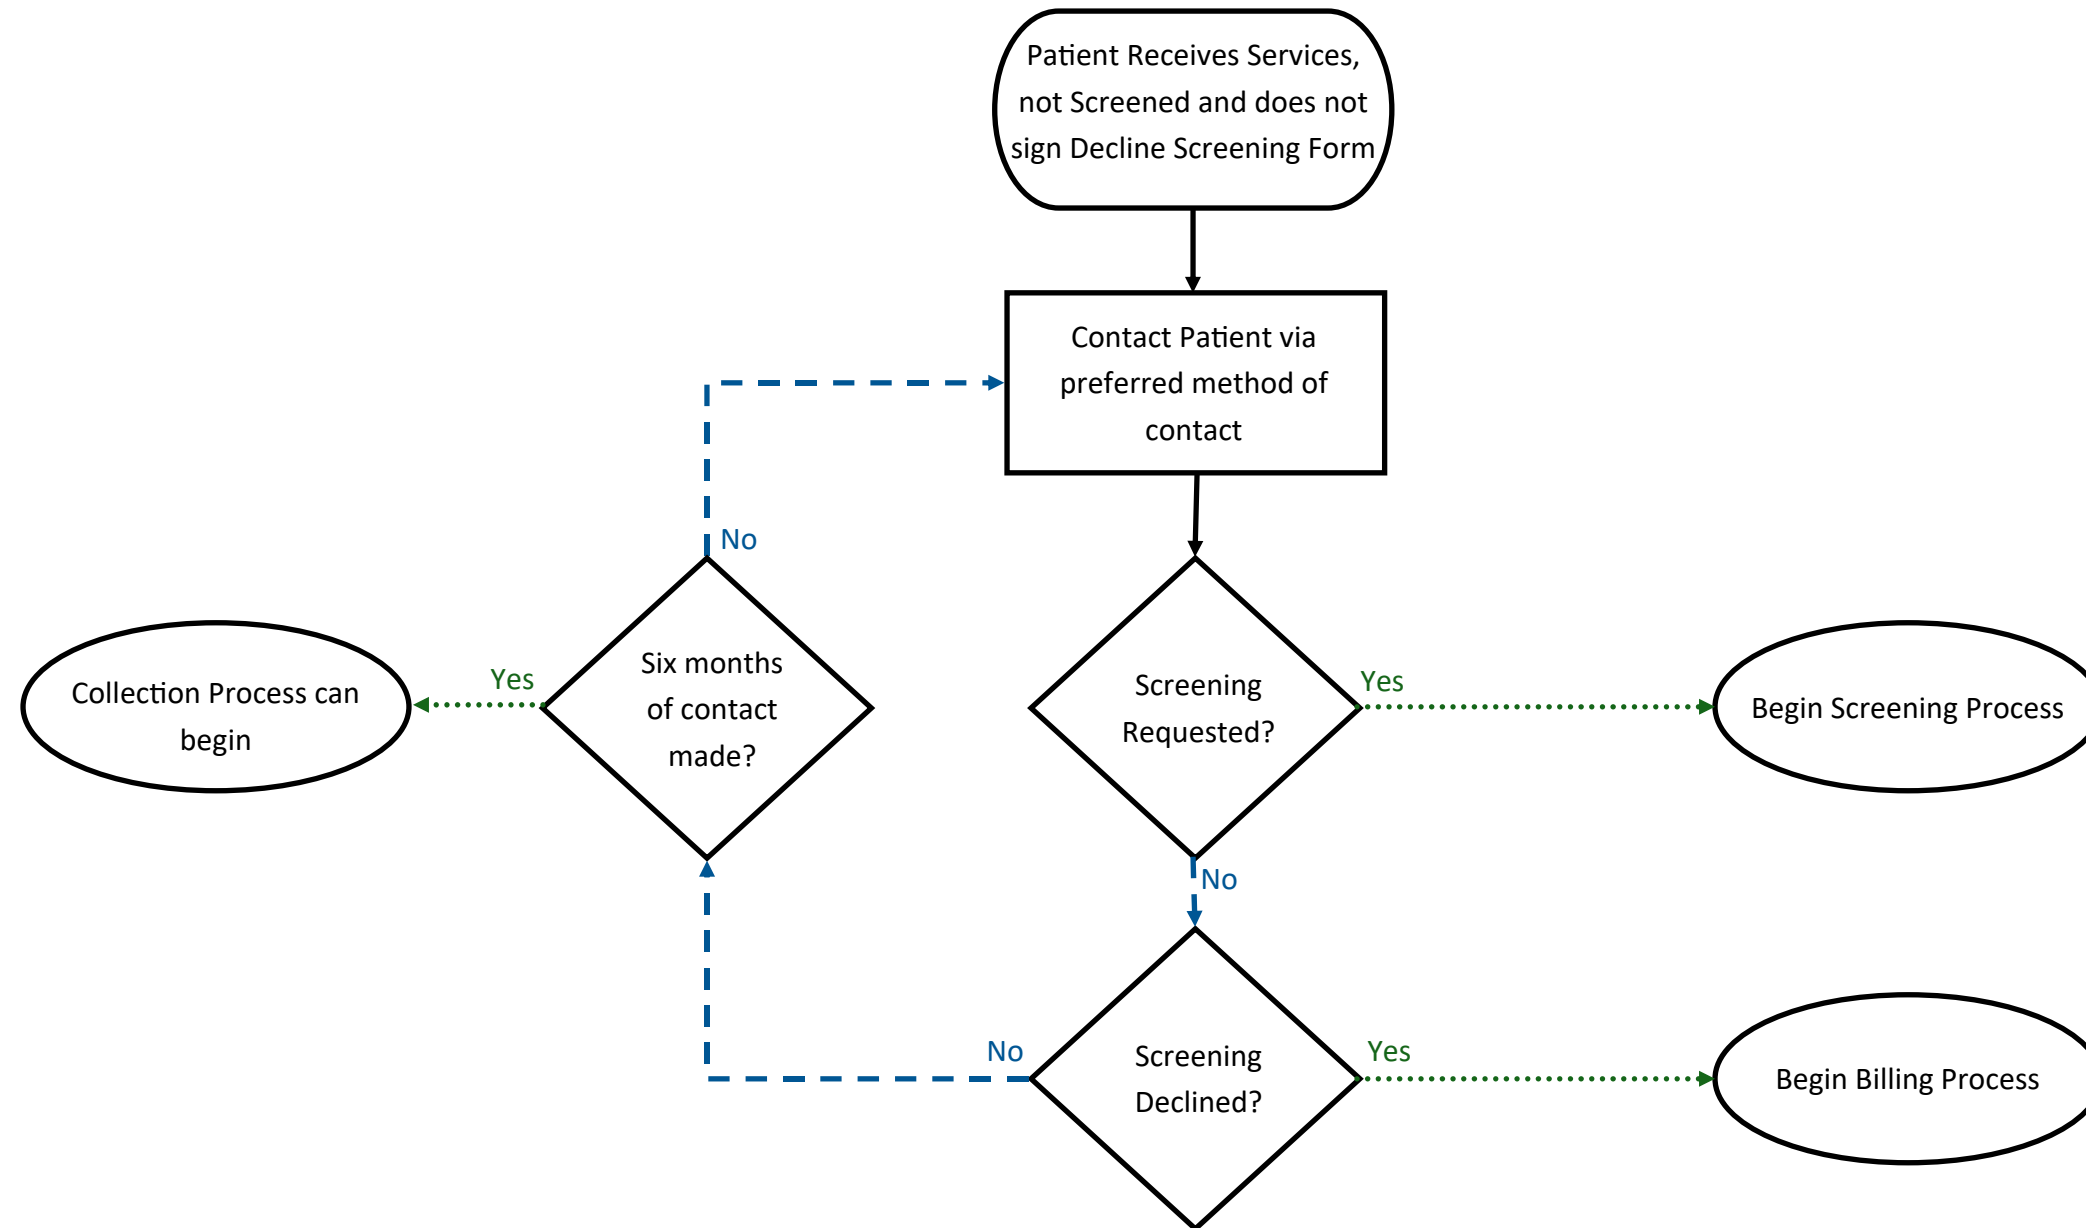 Patient Receives Services,
not Screened and does not
sign Decline Screening Form
Contact Patient via
preferred method of
contact
No
Six months
of contact
made?
Yes
Collection Process can
begin
Screening
Requested?
Yes
Begin Screening Process
No
Screening
Declined?
No
Yes
Begin Billing Process